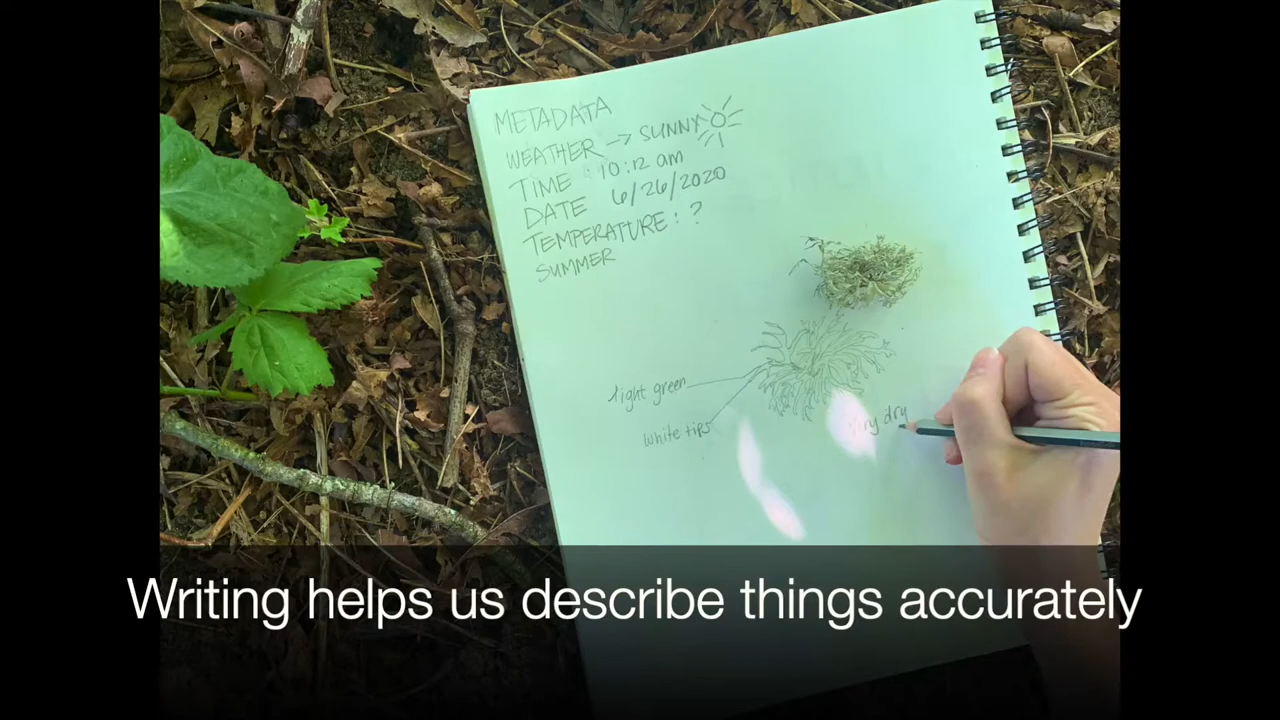 METADATA
WEATHER → SUNNY
TIME : 10:12 am
DATE 6/26/2020
TEMPERATURE : ?
SUMMER
light green
white tips
very dry
Writing helps us describe things accurately